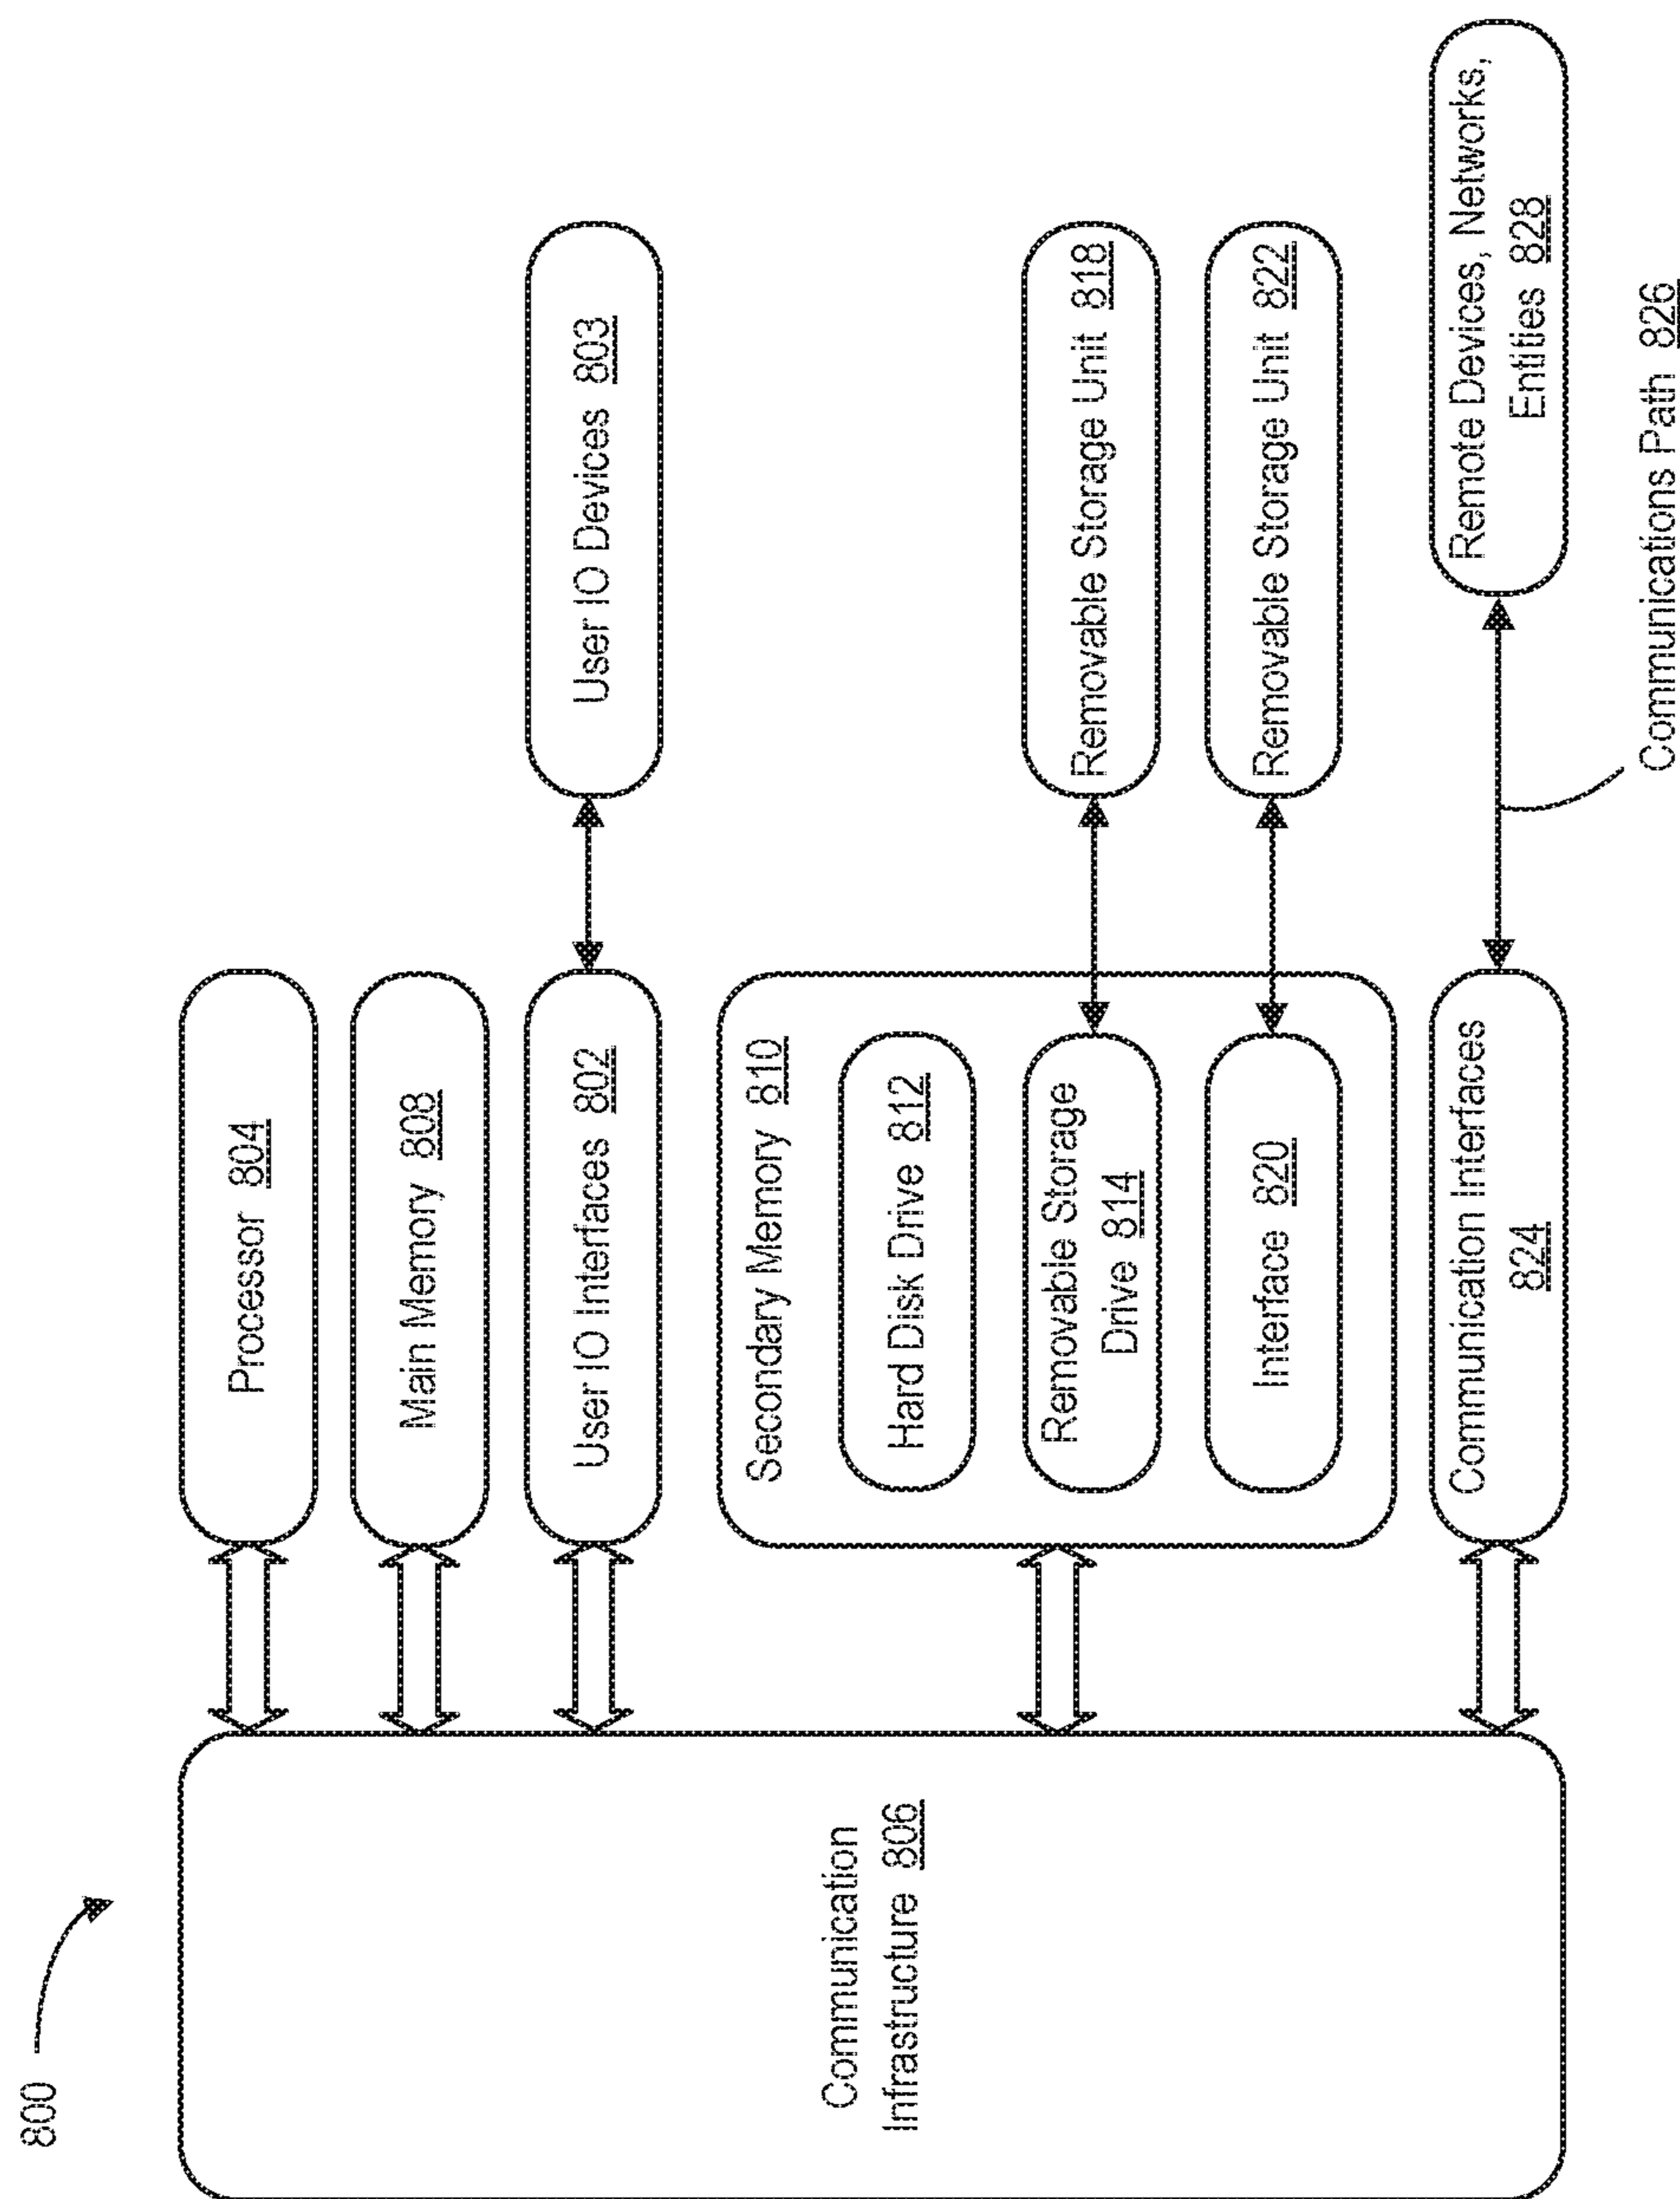 800
Communication
Infrastructure 806
Processor 804
Main Memory 808
User IO Interfaces 802
User IO Devices 803
Secondary Memory 810
Hard Disk Drive 812
Removable Storage
Drive 814
Removable Storage Unit 818
Interface 820
Removable Storage Unit 822
Communication Interfaces
824
Remote Devices, Networks,
Entities 828
Communications Path 826